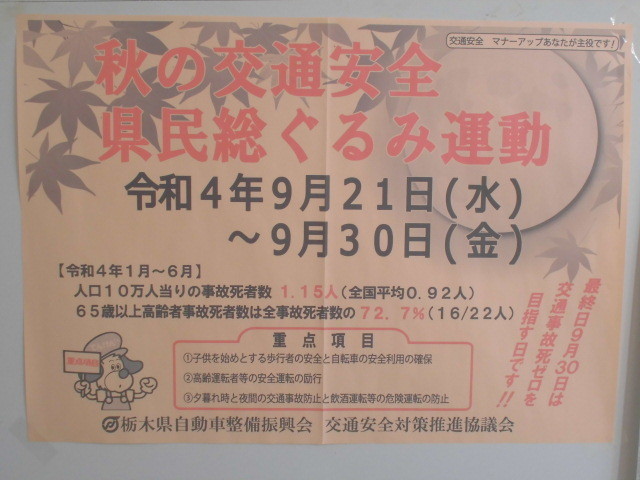 交通安全 マナーアップあなたが主役です!
秋の交通安全
県民総ぐるみ運動
令和4年9月21日(水)
～9月30日(金)
【令和4年1月～6月】
人口10万人当りの事故死者数 1.15人(全国平均0.92人)
65歳以上高齢者事故死者数は全事故死者数の72.7%(16/22人)
最終日9月30日は
交通事故死ゼロを
目指す日です!!
重点項目
重点項目
①子供を始めとする歩行者の安全と自転車の安全利用の確保
②高齢運転者等の安全運転の励行
③夕暮れ時と夜間の交通事故防止と飲酒運転等の危険運転の防止
栃木県自動車整備振興会 交通安全対策推進協議会